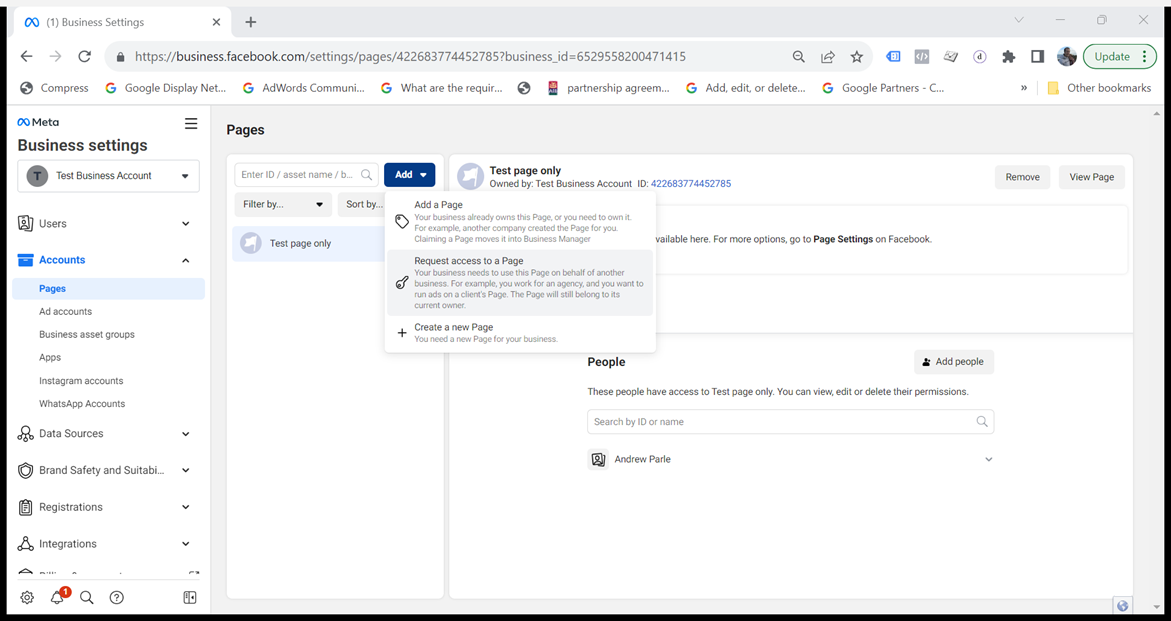 (1) Business Settings
https://business.facebook.com/settings/pages/422683774452785?business_id=6529558200471415
Update
Compress
Google Display Net...
AdWords Communi...
What are the requir...
partnership agreem...
Add, edit, or delete...
Google Partners - C...
»
Other bookmarks
Meta
Business settings
T
Test Business Account
Users
Accounts
Pages
Ad accounts
Business asset groups
Apps
Instagram accounts
WhatsApp Accounts
Data Sources
Brand Safety and Suitabi...
Registrations
Integrations
1
Pages
Enter ID / asset name / b...
Add
Filter by...
Sort by...
Test page only
Add a Page
Your business already owns this Page, or you need to own it.
For example, another company created the Page for you.
Claiming a Page moves it into Business Manager
Request access to a Page
Your business needs to use this Page on behalf of another
business. For example, you work for an agency, and you want to
run ads on a client's Page. The Page will still belong to its
current owner.
Create a new Page
You need a new Page for your business.
Test page only
Owned by: Test Business Account ID: 422683774452785
Remove
View Page
vailable here. For more options, go to Page Settings on Facebook.
People
Add people
These people have access to Test page only. You can view, edit or delete their permissions.
Search by ID or name
Andrew Parle